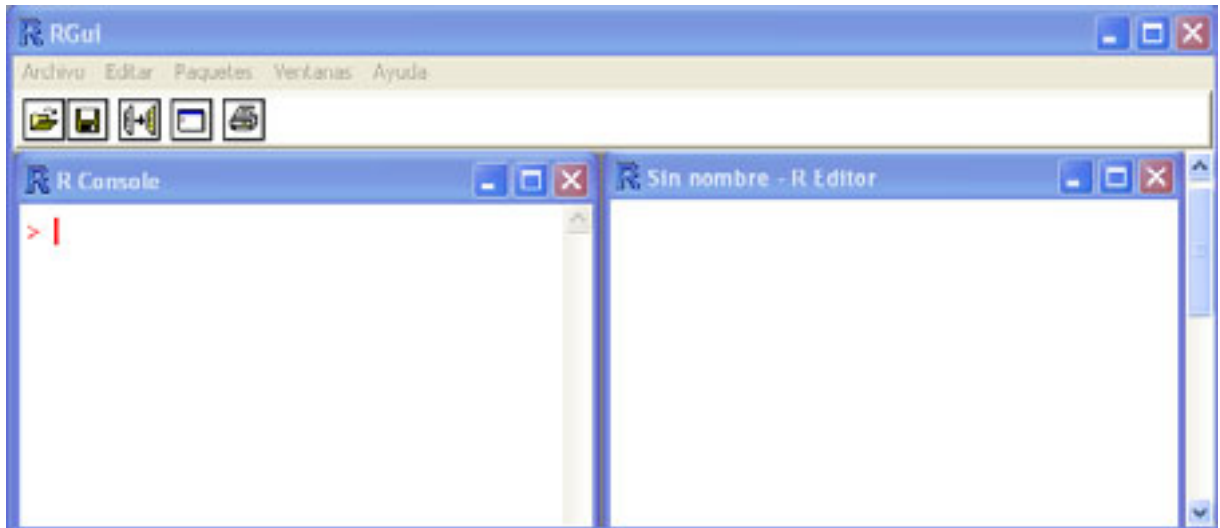 RGui
Archivo Editar Paquetes Ventanas Ayuda
R Console
>
Sin nombre - R Editor